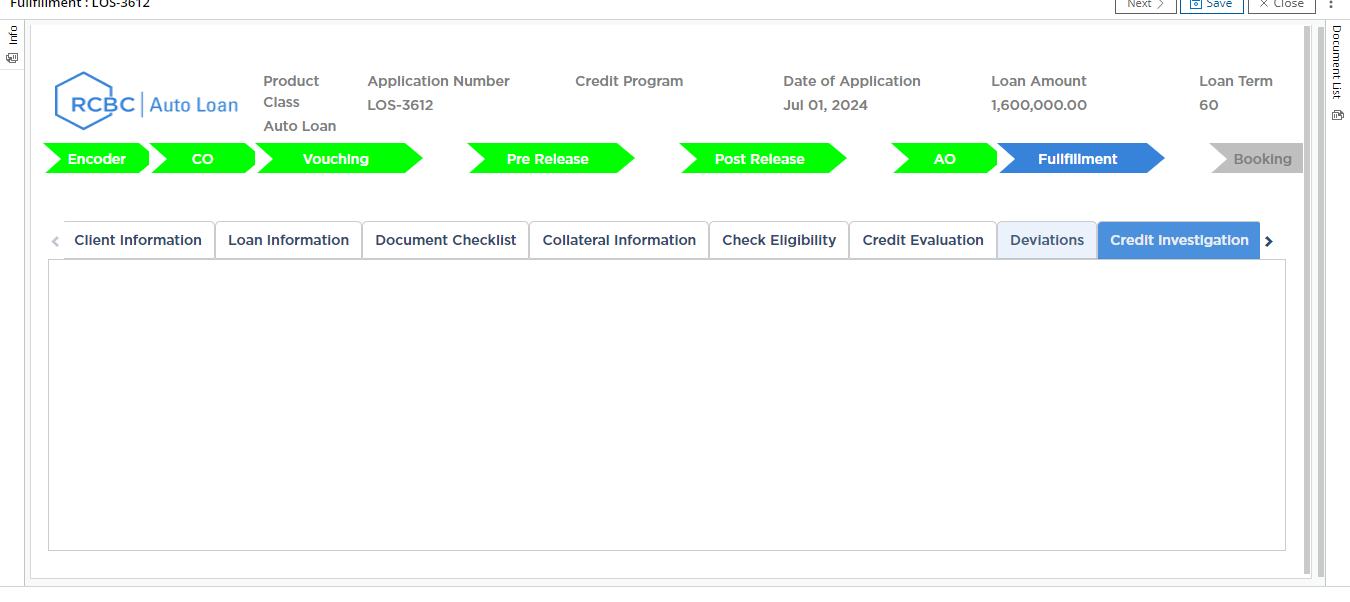 Fullfillment : LOS-3612
Next
Save
Close
Info
Document List
RCBC | Auto Loan
Product Class
Auto Loan
Application Number
LOS-3612
Credit Program
Date of Application
Jul 01, 2024
Loan Amount
1,600,000.00
Loan Term
60
Encoder
CO
Vouching
Pre Release
Post Release
AO
Fullfillment
Booking
Client Information
Loan Information
Document Checklist
Collateral Information
Check Eligibility
Credit Evaluation
Deviations
Credit Investigation